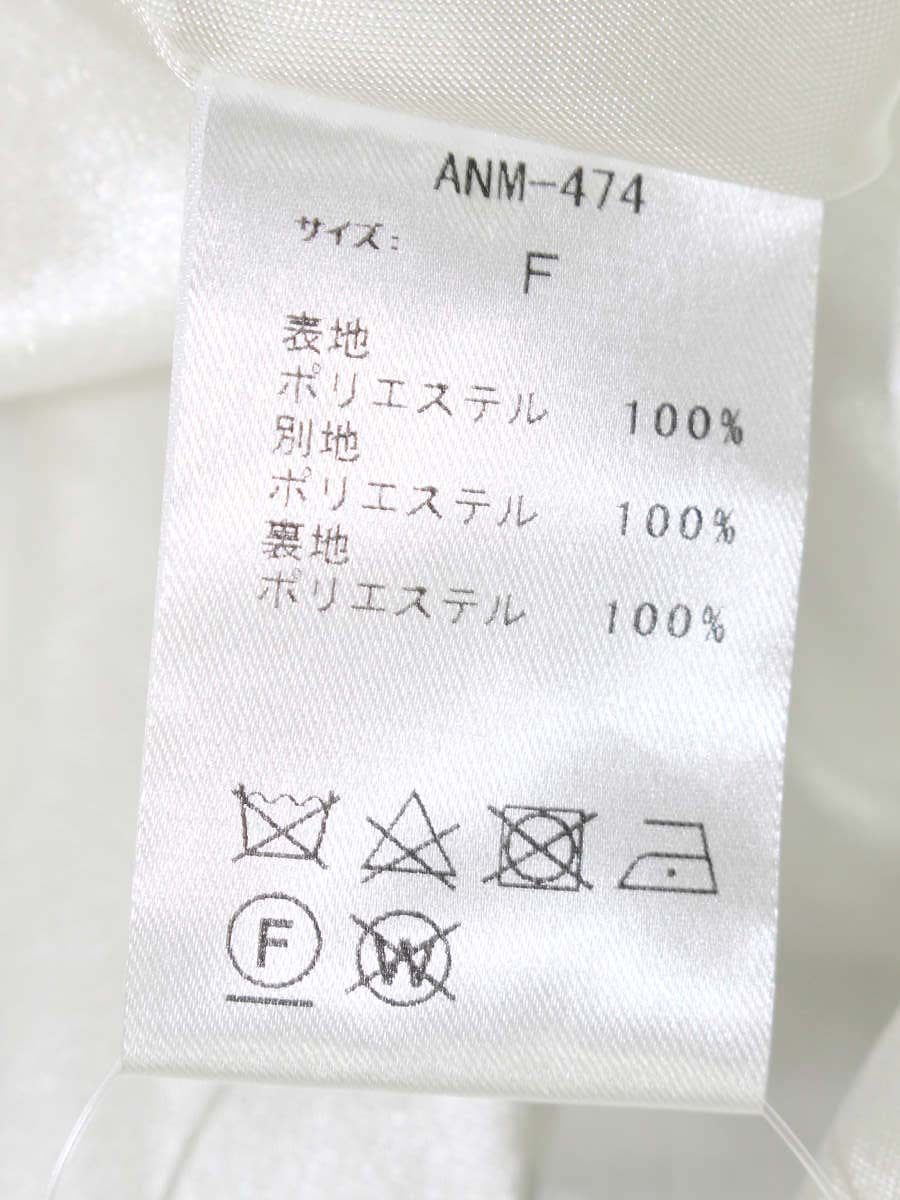 ANM-474
サイズ: F
表地
ポリエステル 100%
別地
ポリエステル 100%
裏地
ポリエステル 100%
F W